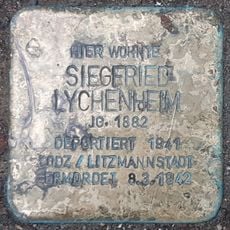 HIER WOHNTE
SIEGFRIED
LYCHENHEIM
JG. 1882
DEPORTIERT 1941
LODZ / LITZMANNSTADT
ERMORDET 8.3.1942